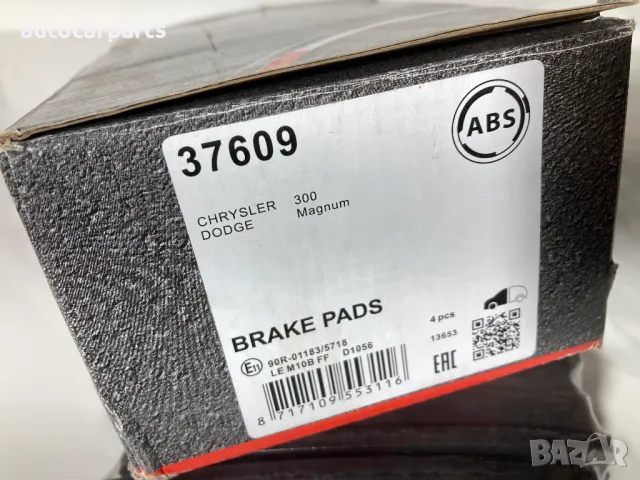 autocarparts
37609
ABS
CHRYSLER 300
DODGE Magnum
BRAKE PADS
4 pcs
13653
E11 90R-01183/5718
LE M10B FF D1056
EAC
8 717109 553116
BAZAR